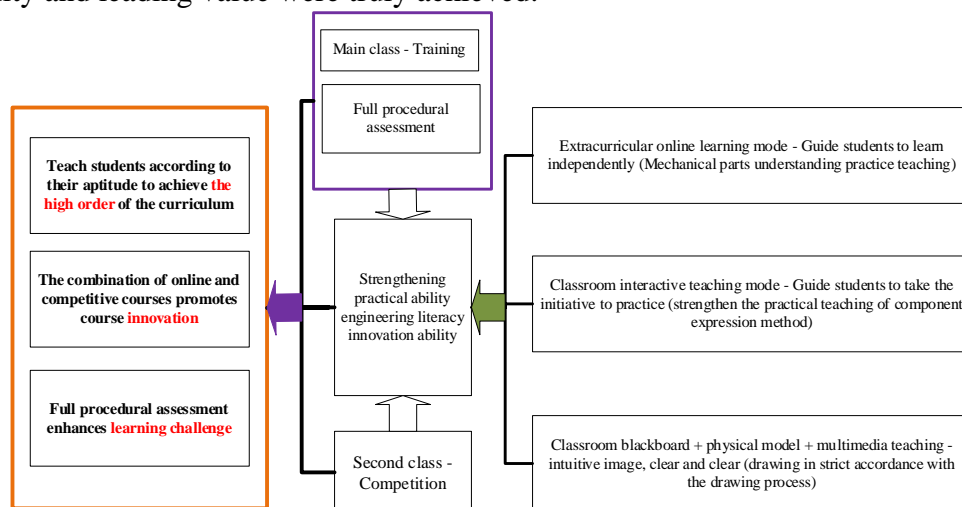 ity and leading value were truly achieved.
Main class - Training
Full procedural
assessment
Teach students according to
their aptitude to achieve the
high order of the curriculum
The combination of online and
competitive courses promotes
course innovation
Full procedural assessment
enhances learning challenge
Strengthening
practical ability
engineering literacy
innovation ability
Second class -
Competition
Extracurricular online learning mode - Guide students to learn
independently (Mechanical parts understanding practice teaching)
Classroom interactive teaching mode - Guide students to take the
initiative to practice (strengthen the practical teaching of component
expression method)
Classroom blackboard + physical model + multimedia teaching -
intuitive image, clear and clear (drawing in strict accordance with
the drawing process)